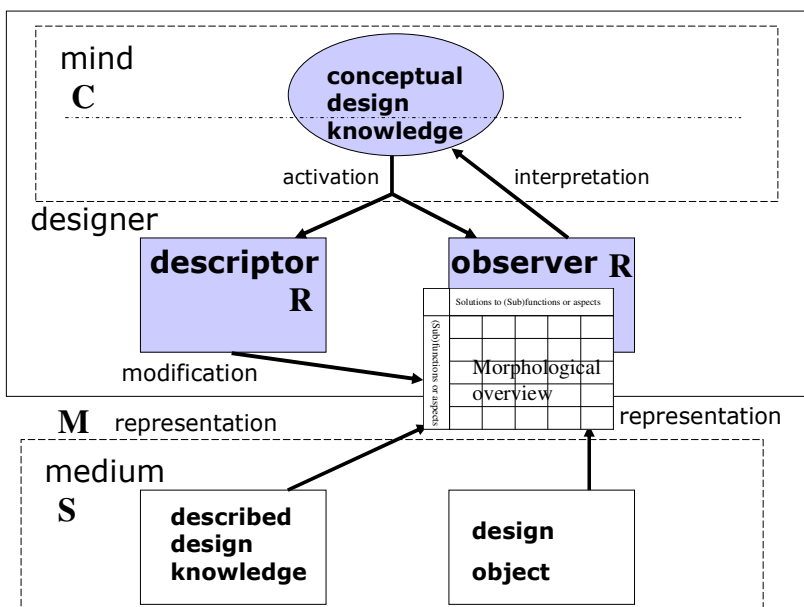 mind
C
conceptual
design
knowledge
activation
interpretation
designer
descriptor
R
observer R
Solutions to (Sub)functions or aspects
(Sub)functions or aspects
Morphological
overview
modification
M representation
representation
medium
S
described
design
knowledge
design
object